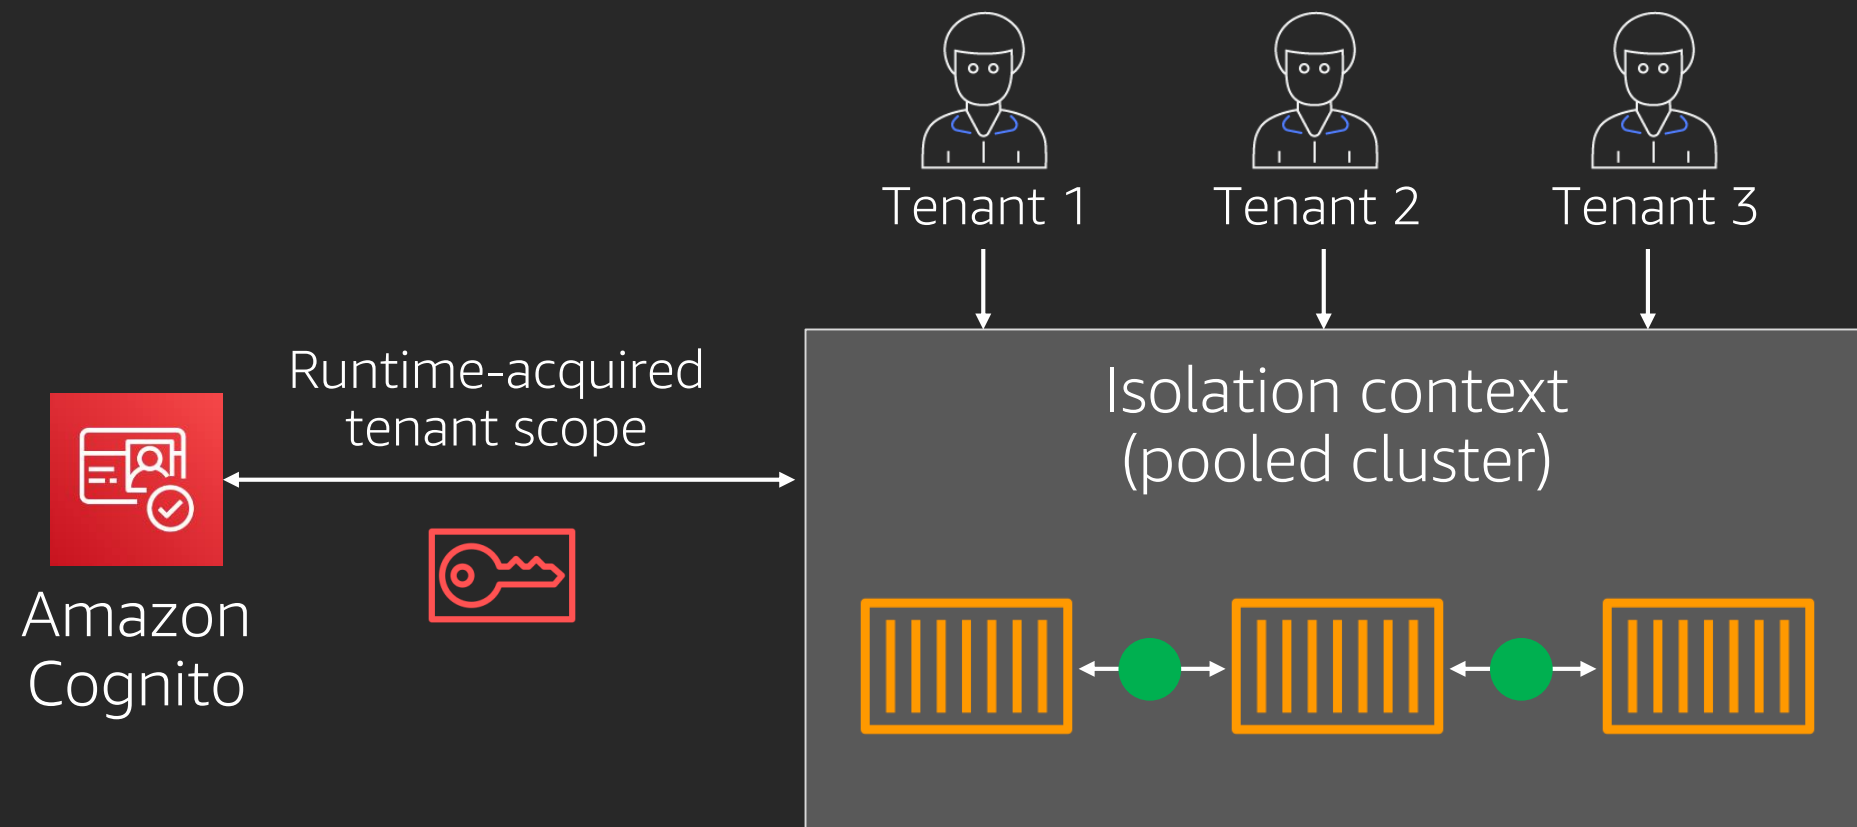 Tenant 1
Tenant 2
Tenant 3
Runtime-acquired
tenant scope
Isolation context
(pooled cluster)
Amazon
Cognito